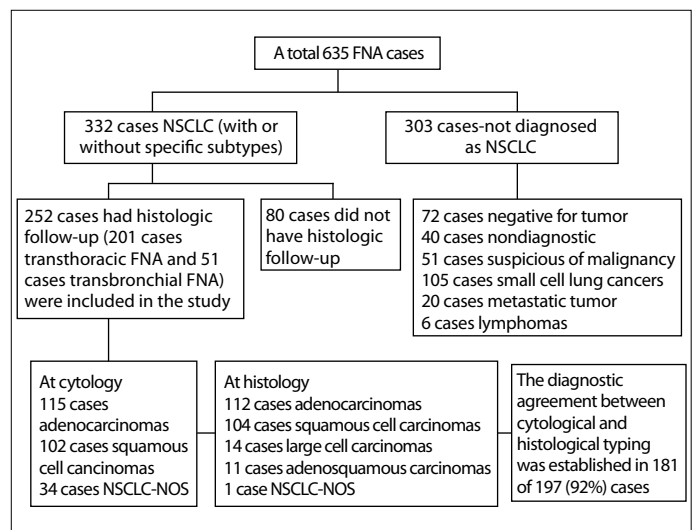 A total 635 FNA cases
332 cases NSCLC (with or
without specific subtypes)
303 cases-not diagnosed
as NSCLC
252 cases had histologic
follow-up (201 cases
transthoracic FNA and 51
cases transbronchial FNA)
were included in the study
80 cases did not
have histologic
follow-up
72 cases negative for tumor
40 cases nondiagnostic
51 cases suspicious of malignancy
105 cases small cell lung cancers
20 cases metastatic tumor
6 cases lymphomas
At cytology
115 cases
adenocarcinomas
102 cases squamous
cell cancinomas
34 cases NSCLC-NOS
At histology
112 cases adenocarcinomas
104 cases squamous cell carcinomas
14 cases large cell carcinomas
11 cases adenosquamous carcinomas
1 case NSCLC-NOS
The diagnostic
agreement between
cytological and
histological typing
was established in 181
of 197 (92%) cases